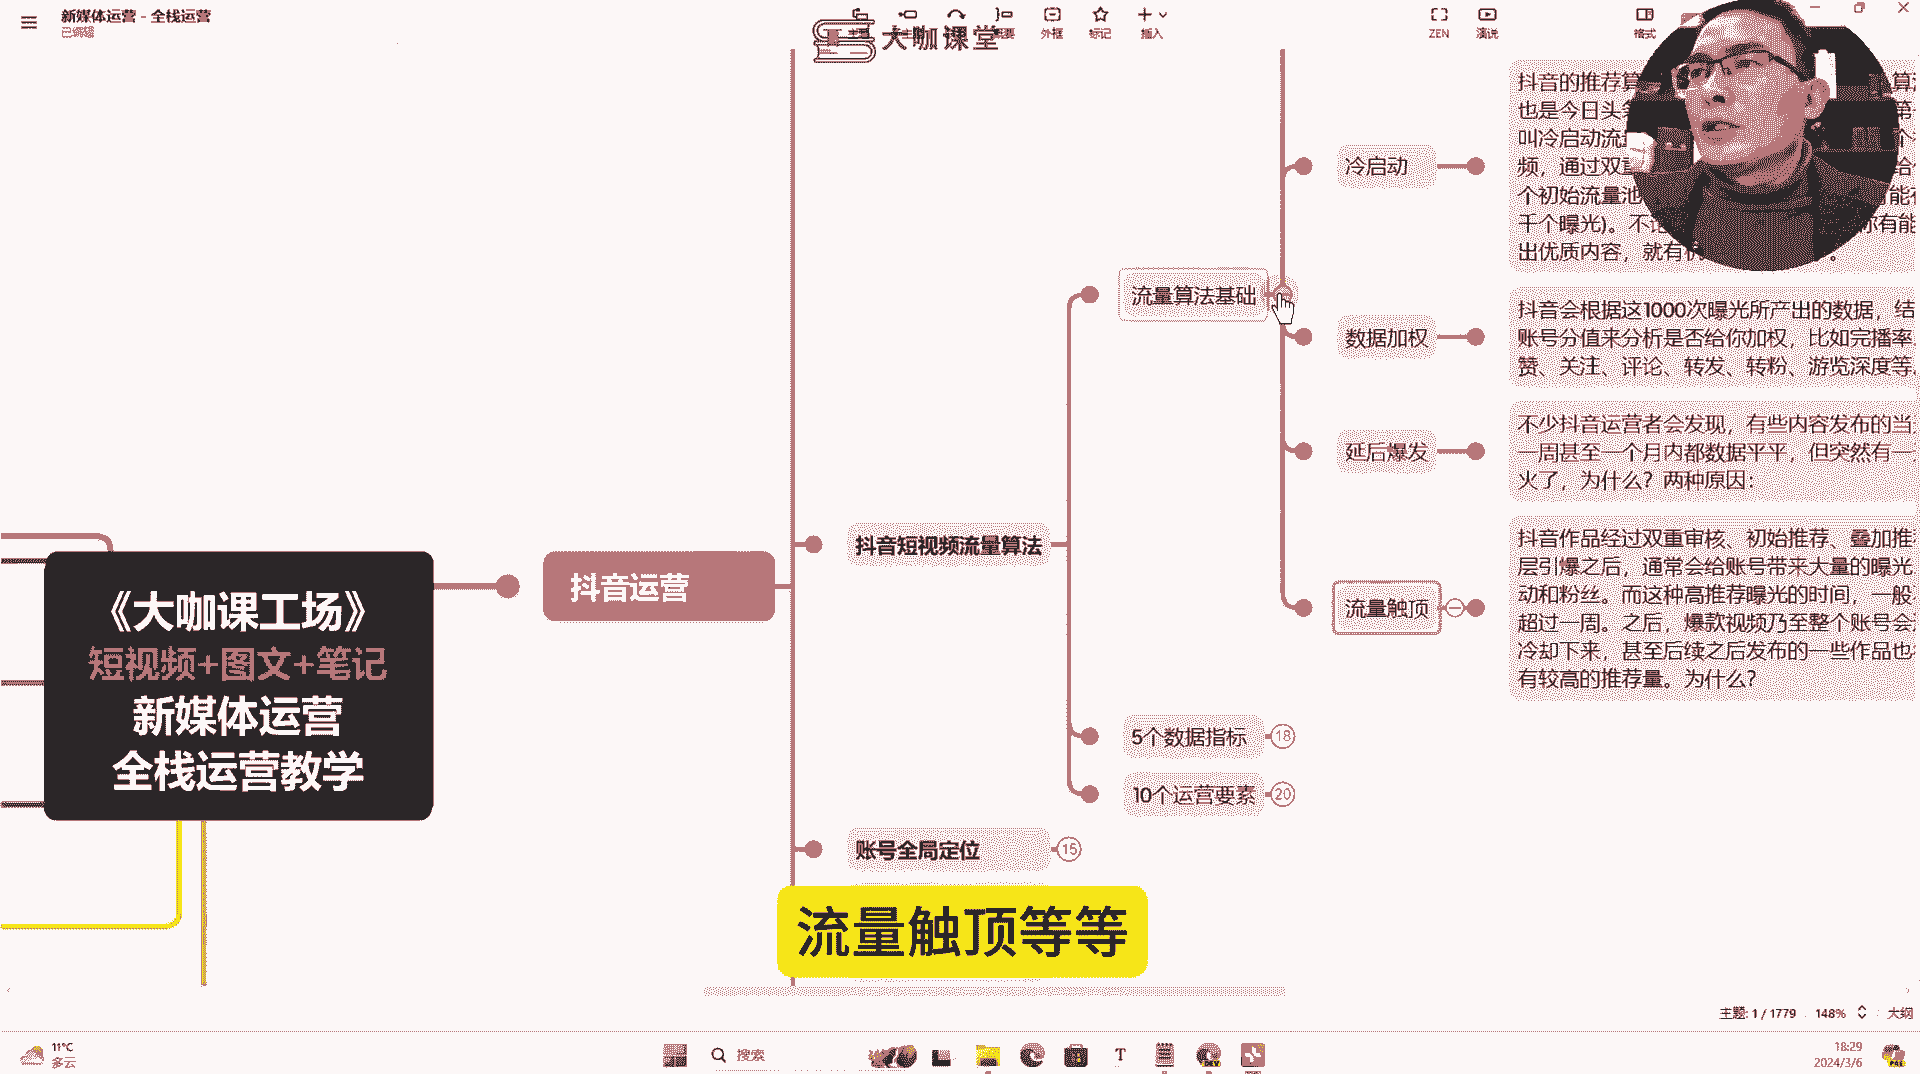 新媒体运营 - 全栈运营
已编辑
大咖课堂
外框
标记
插入
ZEN
演说
格式
抖音的推荐算
也是今日头
叫冷启动流
频，通过双重
个初始流量池
千个曝光)。不论
出优质内容，就有
冷启动
流量算法基础
数据加权
抖音会根据这1000次曝光所产出的数据，结
账号分值来分析是否给你加权，比如完播率
赞、关注、评论、转发、转粉、游览深度等
延后爆发
不少抖音运营者会发现，有些内容发布的当
一周甚至一个月内都数据平平，但突然有一
火了，为什么？两种原因：
抖音短视频流量算法
流量触顶
抖音作品经过双重审核、初始推荐、叠加推
层引爆之后，通常会给账号带来大量的曝光
动和粉丝。而这种高推荐曝光的时间，一般
超过一周。之后，爆款视频乃至整个账号会
冷却下来，甚至后续之后发布的一些作品也
有较高的推荐量。为什么？
抖音运营
《大咖课工场》
短视频+图文+笔记
新媒体运营
全栈运营教学
5个数据指标
18
10个运营要素
20
账号全局定位
15
流量触顶等等
主题: 1 / 1779
148%
大纲
11°C
多云
搜索
18:29
2024/3/6